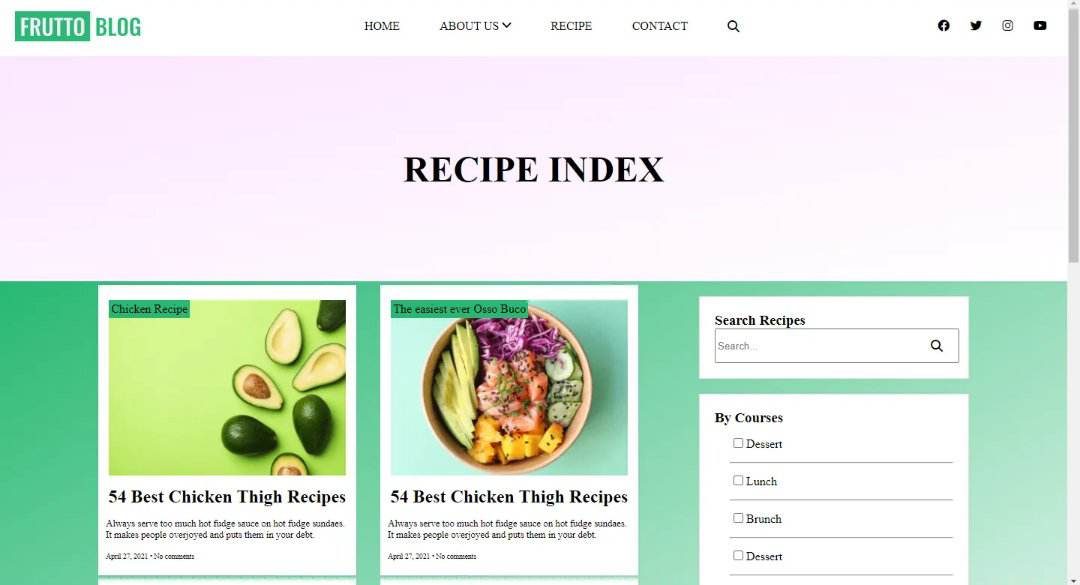 FRUTTO BLOG
HOME
ABOUT US
RECIPE
CONTACT
RECIPE INDEX
Chicken Recipe
54 Best Chicken Thigh Recipes
Always serve too much hot fudge sauce on hot fudge sundaes.
It makes people overjoyed and puts them in your debt.
April 27, 2021 • No comments
The easiest ever Osso Buco
54 Best Chicken Thigh Recipes
Always serve too much hot fudge sauce on hot fudge sundaes.
It makes people overjoyed and puts them in your debt.
April 27, 2021 • No comments
Search Recipes
Search...
By Courses
Dessert
Lunch
Brunch
Dessert